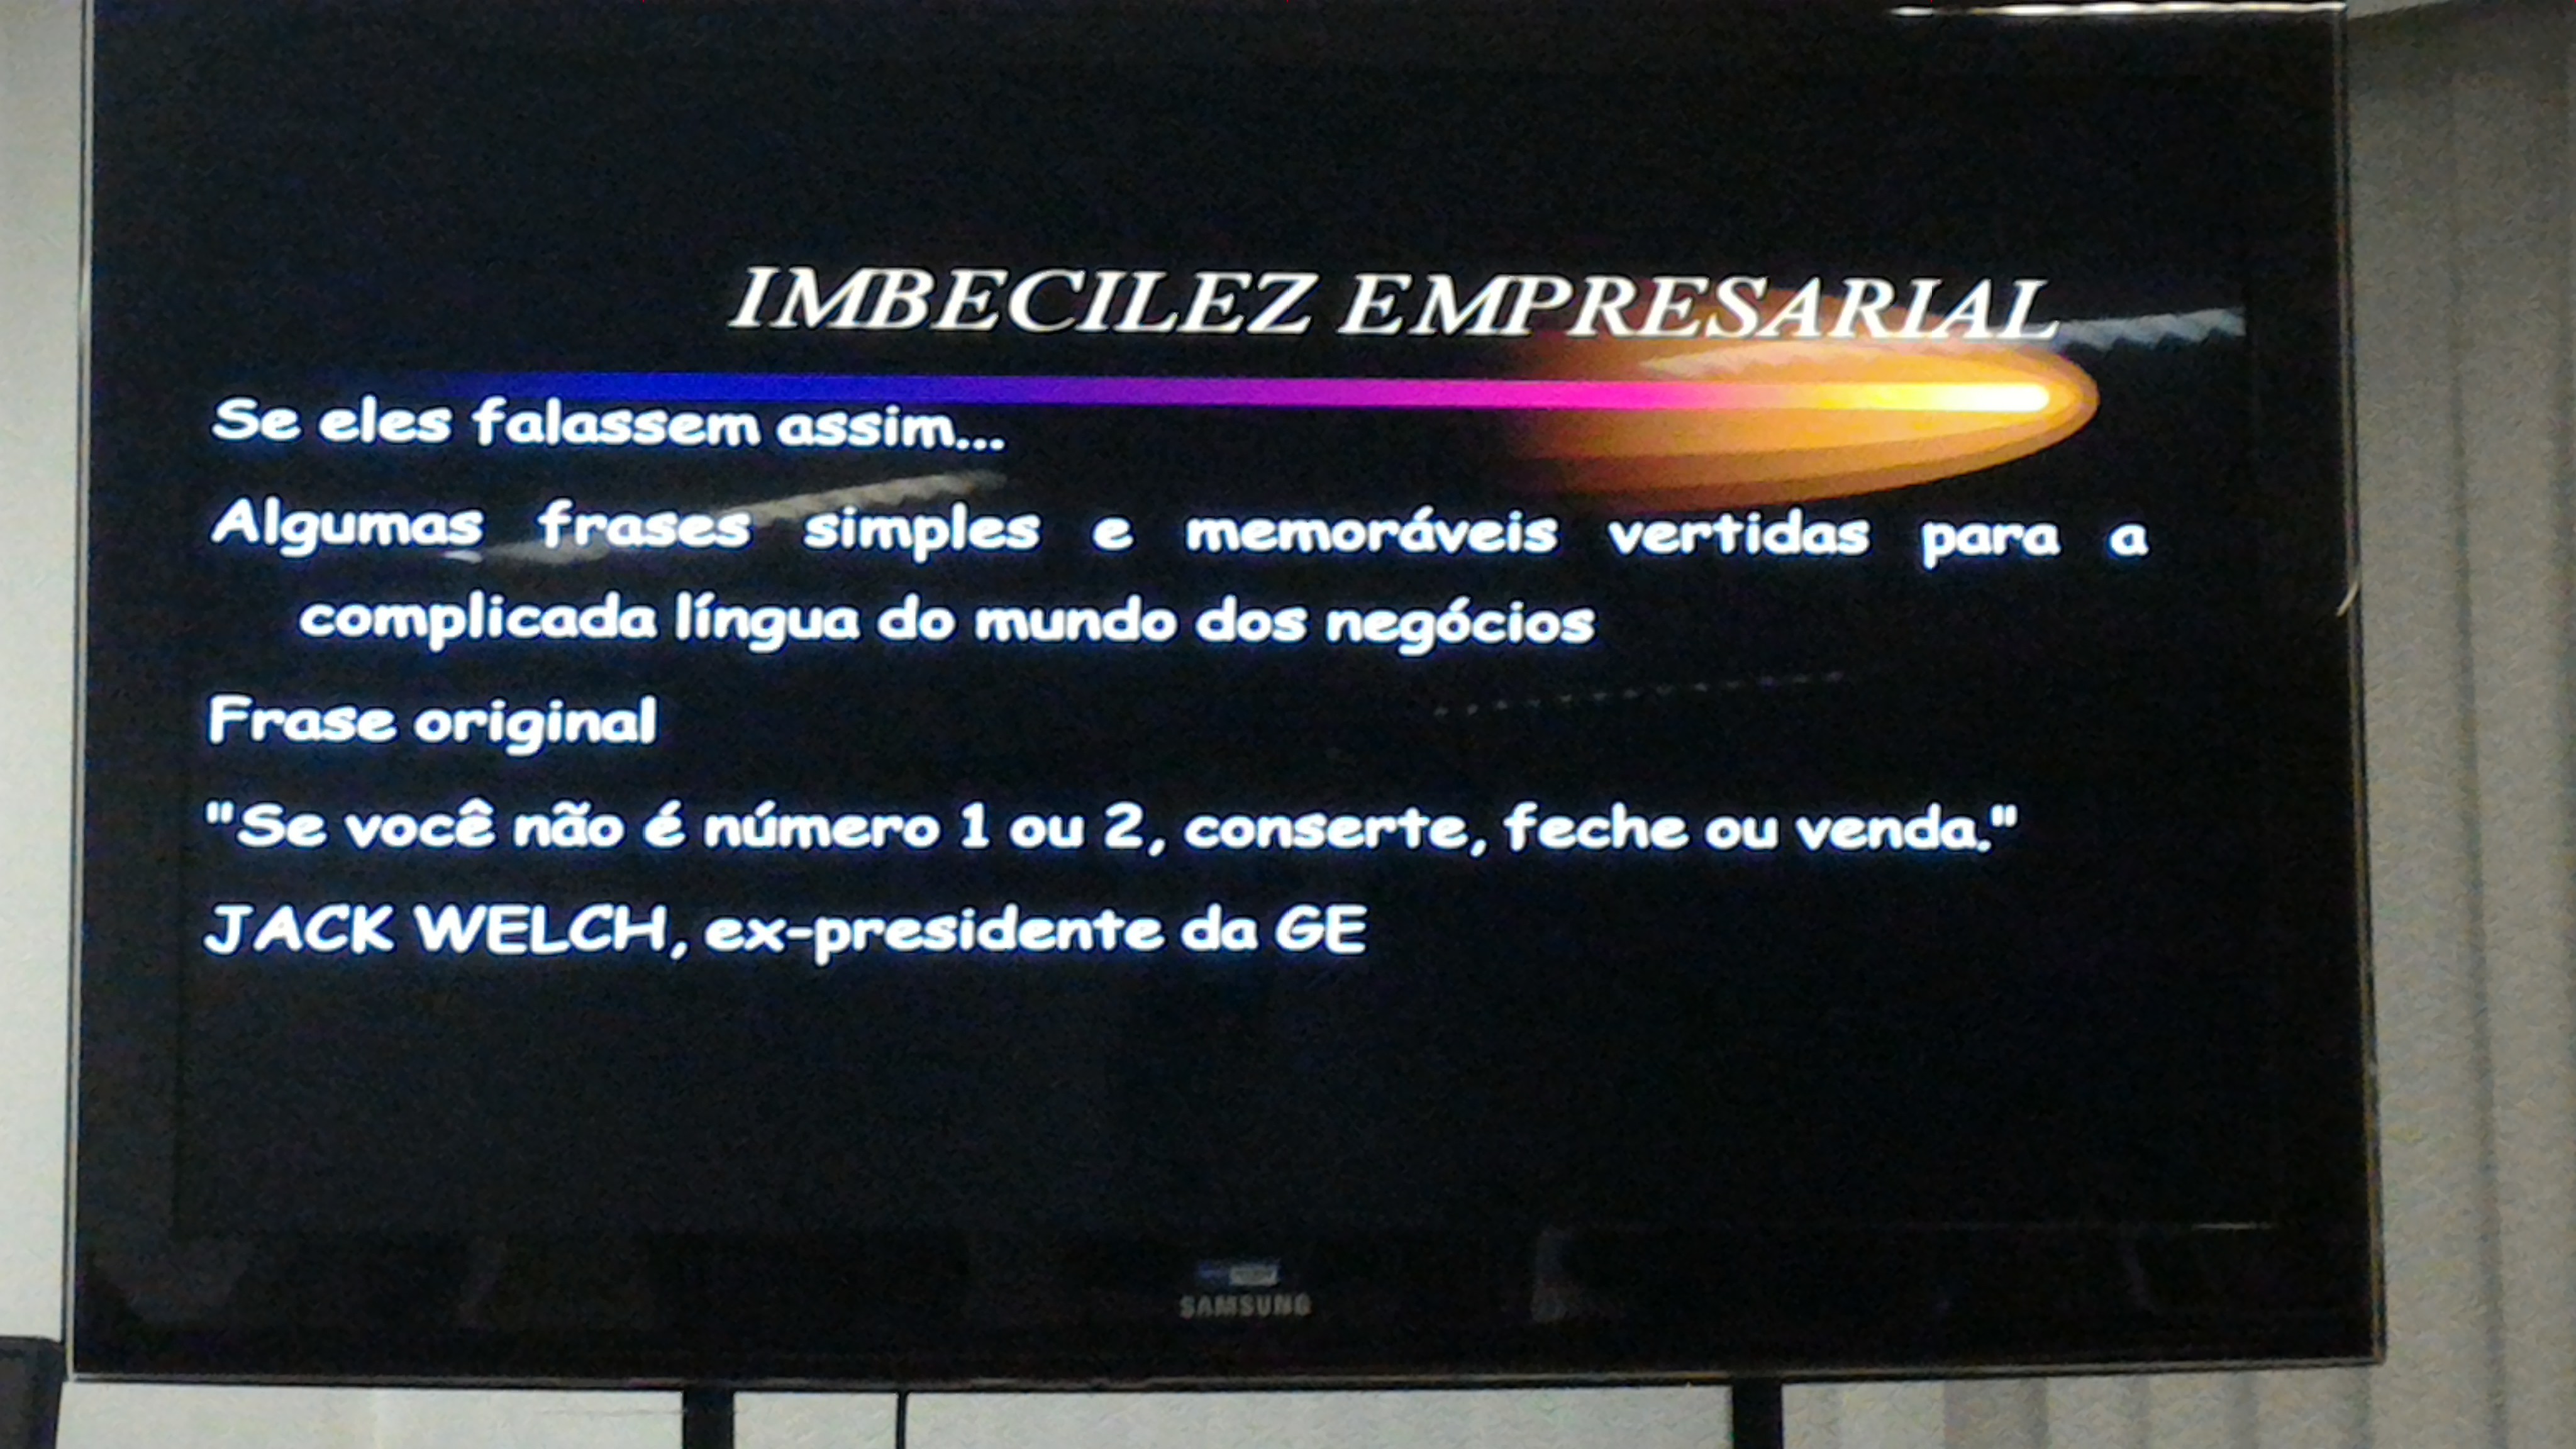 IMBECILEZ EMPRESARIAL
Se eles falassem assim...
Algumas frases simples e memoráveis vertidas para a
complicada língua do mundo dos negócios
Frase original
"Se você não é número 1 ou 2, conserte, feche ou venda."
JACK WELCH, ex-presidente da GE
SAMSUNG